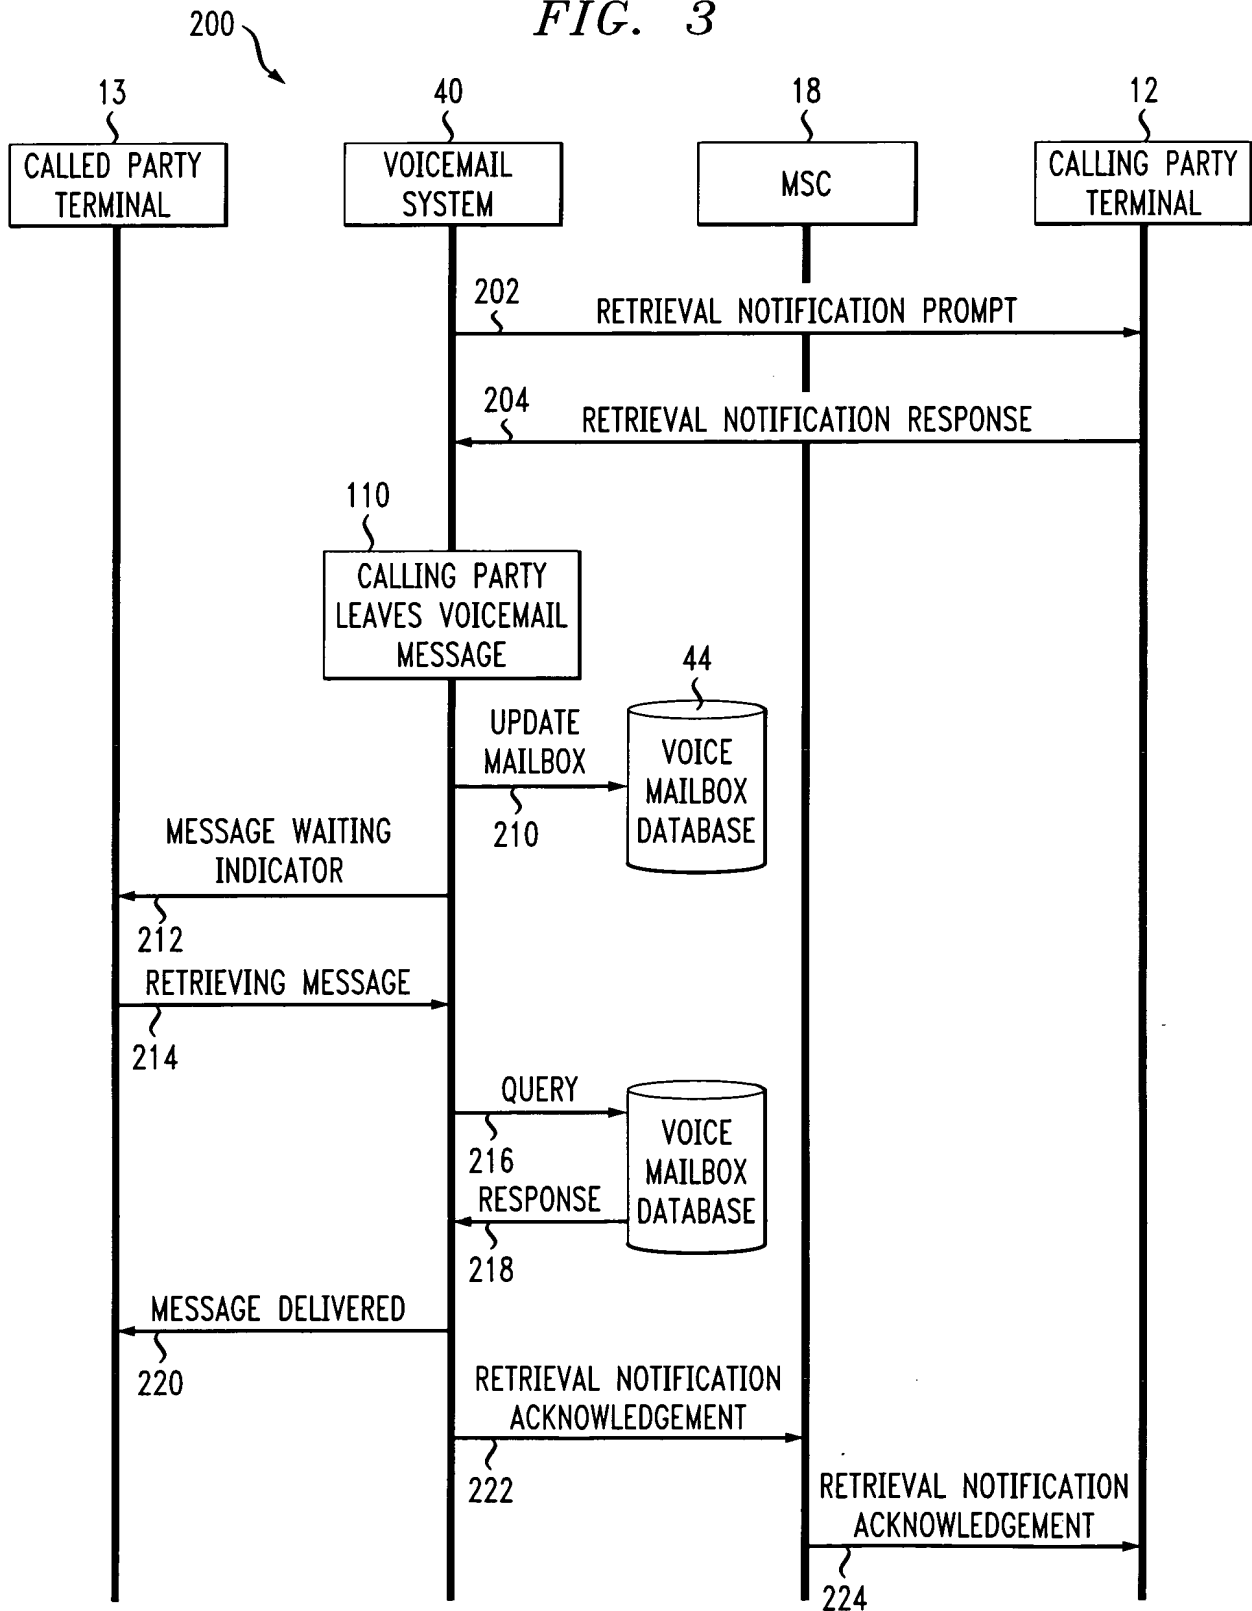 FIG. 3
200
13
40
18
12
CALLED PARTY
TERMINAL
VOICEMAIL
SYSTEM
MSC
CALLING PARTY
TERMINAL
202
RETRIEVAL NOTIFICATION PROMPT
204
RETRIEVAL NOTIFICATION RESPONSE
110
CALLING PARTY
LEAVES VOICEMAIL
MESSAGE
44
UPDATE
MAILBOX
210
VOICE
MAILBOX
DATABASE
MESSAGE WAITING
INDICATOR
212
RETRIEVING MESSAGE
214
QUERY
216
VOICE
MAILBOX
DATABASE
RESPONSE
218
MESSAGE DELIVERED
220
RETRIEVAL NOTIFICATION
ACKNOWLEDGEMENT
222
RETRIEVAL NOTIFICATION
ACKNOWLEDGEMENT
224